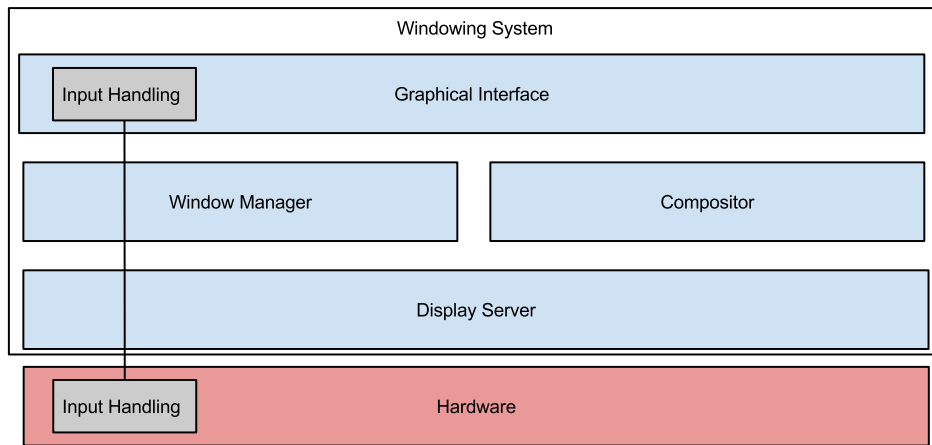 Windowing System
Input Handling
Graphical Interface
Window Manager
Compositor
Display Server
Input Handling
Hardware